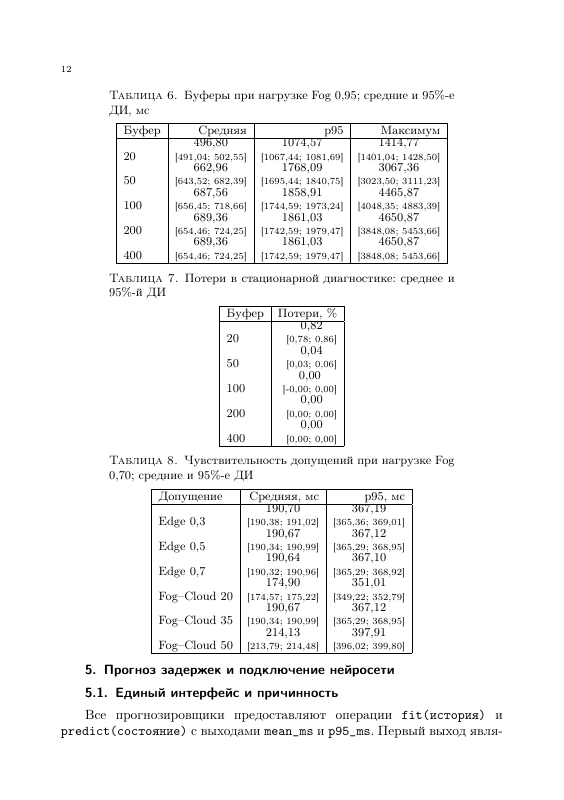 12
Таблица 6. Буферы при нагрузке Fog 0,95; средние и 95%-е
ДИ, мс
Буфер Средняя p95 Максимум
496,80 1074,57 1414,77
20 [491,04; 502,55] [1067,44; 1081,69] [1401,04; 1428,50]
662,96 1768,09 3067,36
50 [643,52; 682,39] [1695,44; 1840,75] [3023,50; 3111,23]
687,56 1858,91 4465,87
100 [656,45; 718,66] [1744,59; 1973,24] [4048,35; 4883,39]
689,36 1861,03 4650,87
200 [654,46; 724,25] [1742,59; 1979,47] [3848,08; 5453,66]
689,36 1861,03 4650,87
400 [654,46; 724,25] [1742,59; 1979,47] [3848,08; 5453,66]
Таблица 7. Потери в стационарной диагностике: среднее и
95%-й ДИ
Буфер Потери, %
0,82
20 [0,78; 0,86]
0,04
50 [0,03; 0,06]
0,00
100 [-0,00; 0,00]
0,00
200 [0,00; 0,00]
0,00
400 [0,00; 0,00]
Таблица 8. Чувствительность допущений при нагрузке Fog
0,70; средние и 95%-е ДИ
Допущение Средняя, мс p95, мс
190,70 367,19
Edge 0,3 [190,38; 191,02] [365,36; 369,01]
190,67 367,12
Edge 0,5 [190,34; 190,99] [365,29; 368,95]
190,64 367,10
Edge 0,7 [190,32; 190,96] [365,29; 368,92]
174,90 351,01
Fog–Cloud 20 [174,57; 175,22] [349,22; 352,79]
190,67 367,12
Fog–Cloud 35 [190,34; 190,99] [365,29; 368,95]
214,13 397,91
Fog–Cloud 50 [213,79; 214,48] [396,02; 399,80]
5. Прогноз задержек и подключение нейросети
5.1. Единый интерфейс и причинность
Все прогнозировщики предоставляют операции fit(история) и
predict(состояние) с выходами mean_ms и p95_ms. Первый выход явля-